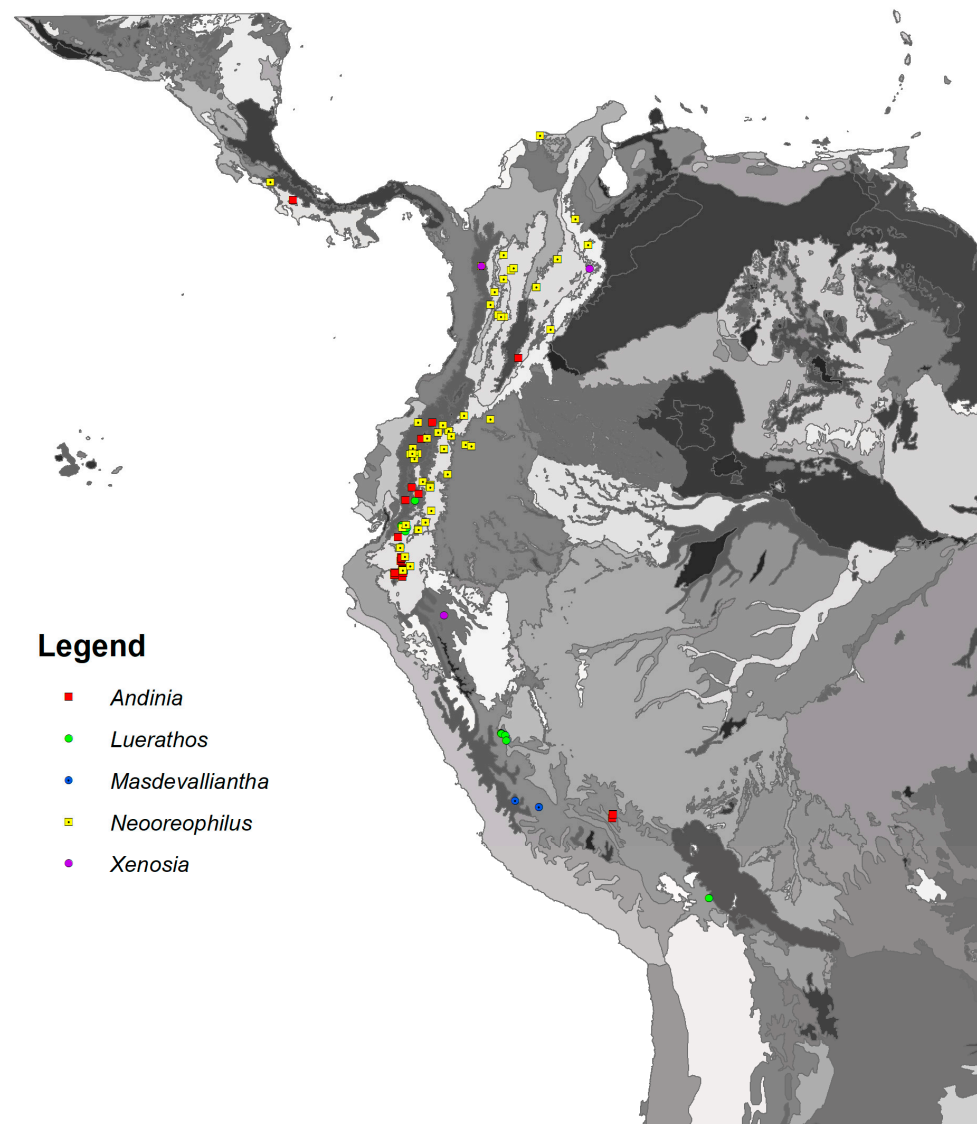 Legend
Andinia
Luerathos
Masdevalliantha
Neooreophilus
Xenosia